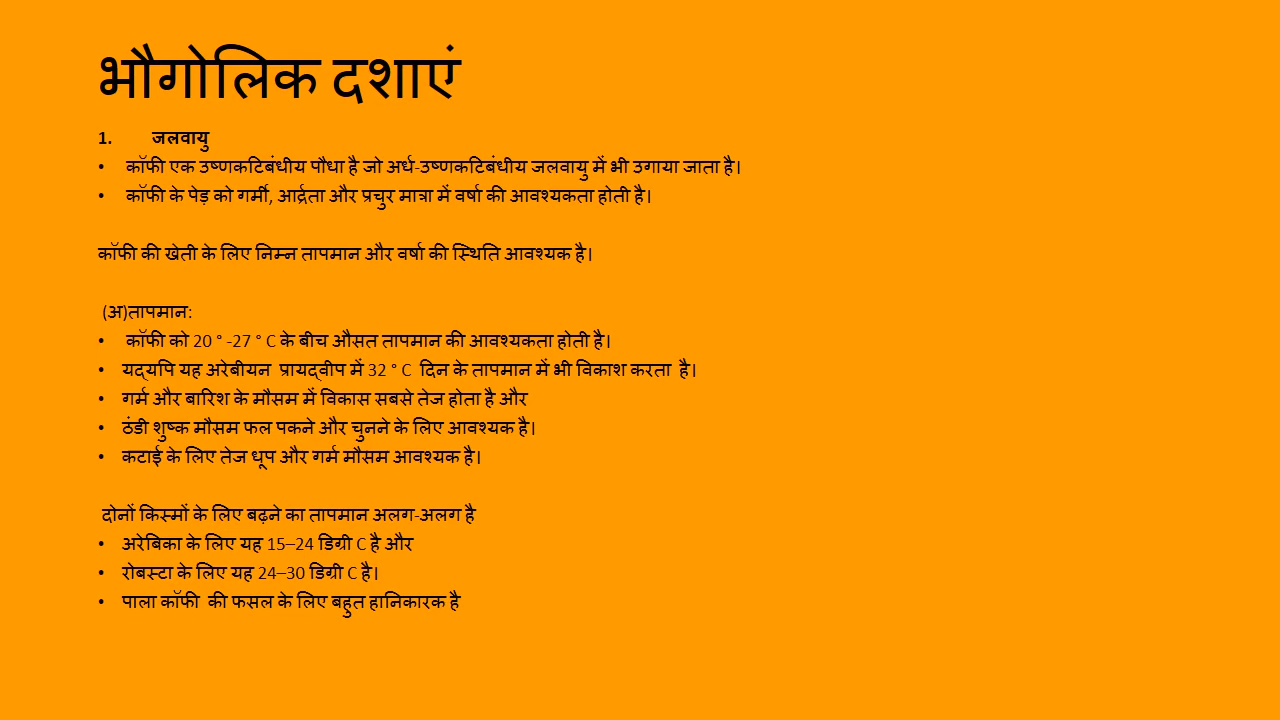 भौगोलिक दशाएं
1. जलवायु
• कॉफी एक उष्णकटिबंधीय पौधा है जो अर्ध-उष्णकटिबंधीय जलवायु में भी उगाया जाता है।
• कॉफी के पेड़ को गर्मी, आर्द्रता और प्रचुर मात्रा में वर्षा की आवश्यकता होती है।
कॉफी की खेती के लिए निम्न तापमान और वर्षा की स्थिति आवश्यक है।
(अ)तापमान:
• कॉफी को 20 ° -27 ° C के बीच औसत तापमान की आवश्यकता होती है।
• यद्यपि यह अरेबीयन प्रायद्वीप में 32 ° C दिन के तापमान में भी विकाश करता है।
• गर्म और बारिश के मौसम में विकास सबसे तेज होता है और
• ठंडी शुष्क मौसम फल पकने और चुनने के लिए आवश्यक है।
• कटाई के लिए तेज धूप और गर्म मौसम आवश्यक है।
दोनों किस्मों के लिए बढ़ने का तापमान अलग-अलग है
• अरेबिका के लिए यह 15–24 डिग्री C है और
• रोबस्टा के लिए यह 24–30 डिग्री C है।
• पाला कॉफी की फसल के लिए बहुत हानिकारक है